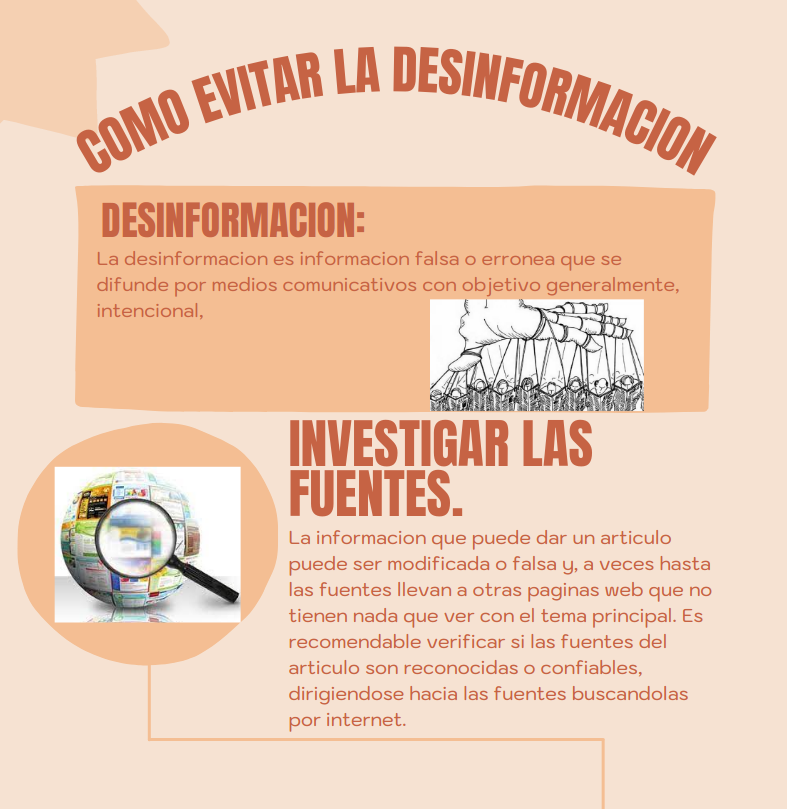 COMO EVITAR LA DESINFORMACION
DESINFORMACION:
La desinformacion es informacion falsa o erronea que se
difunde por medios comunicativos con objetivo generalmente,
intencional,
INVESTIGAR LAS
FUENTES.
La informacion que puede dar un articulo
puede ser modificada o falsa y, a veces hasta
las fuentes llevan a otras paginas web que no
tienen nada que ver con el tema principal. Es
recomendable verificar si las fuentes del
articulo son reconocidas o confiables,
dirigiendose hacia las fuentes buscandolas
por internet.